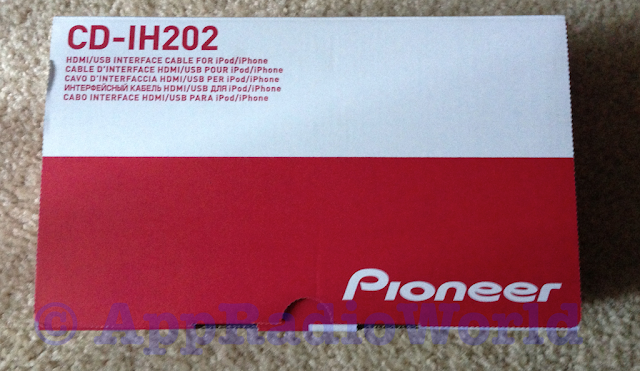 CD-IH202
HDMI/USB INTERFACE CABLE FOR iPod/iPhone
CABLE D'INTERFACE HDMI/USB POUR iPod/iPhone
CAVO D'INTERFACCIA HDMI/USB PER iPod/iPhone
ИНТЕРФЕЙСНЫЙ КАБЕЛЬ HDMI/USB ДЛЯ iPod/iPhone
CABO INTERFACE HDMI/USB PARA iPod/iPhone
Pioneer
© AppRadioWorld